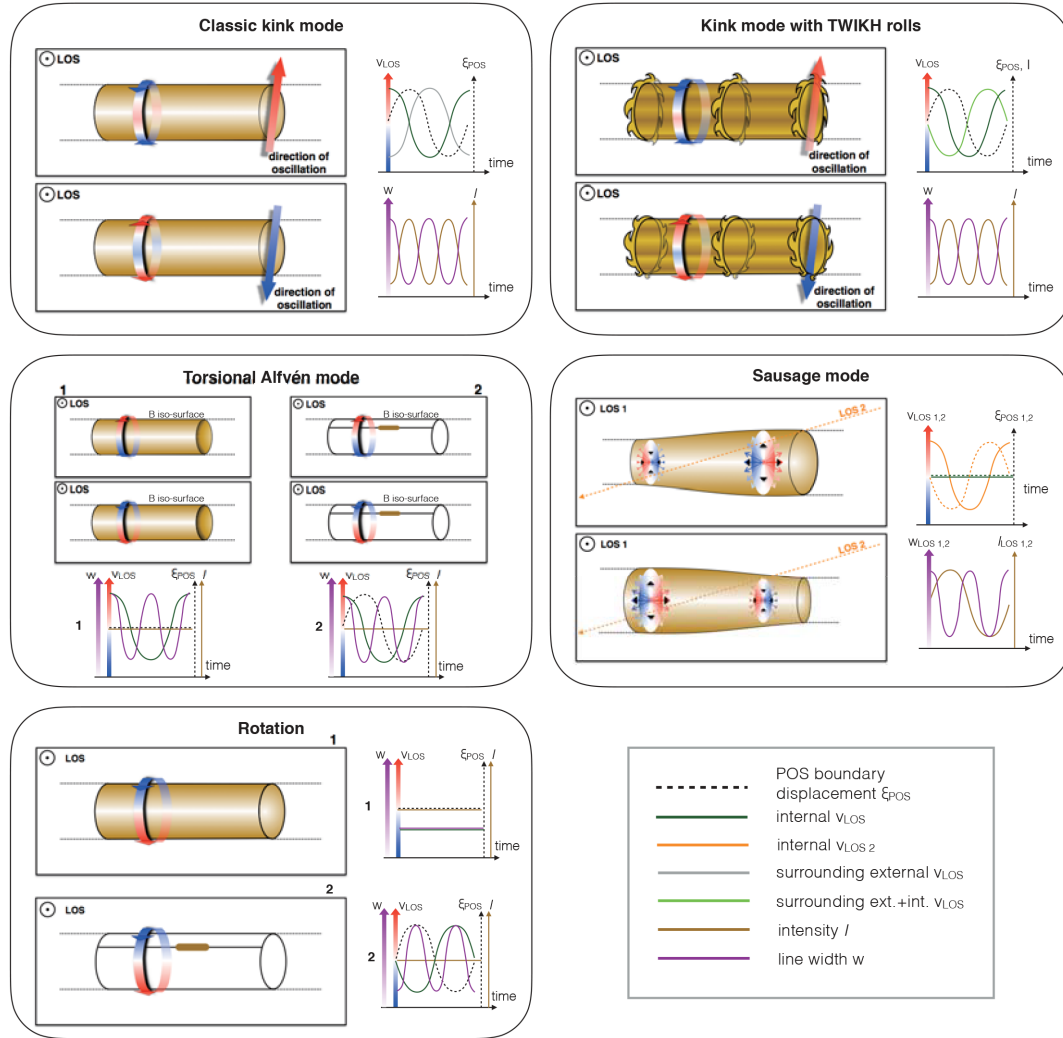 Classic kink mode
LOS
direction of
oscillation
LOS
direction of
oscillation
vLOS
ξPOS
time
w
I
time
Kink mode with TWIKH rolls
LOS
direction of
oscillation
LOS
direction of
oscillation
vLOS
ξPOS, I
time
w
I
time
Torsional Alfvén mode
1
LOS
B iso-surface
LOS
B iso-surface
2
LOS
B iso-surface
LOS
B iso-surface
w
vLOS
ξPOS
I
1
time
w
vLOS
ξPOS
I
2
time
Sausage mode
LOS 1
LOS 2
LOS 1
LOS 2
vLOS 1,2
ξPOS 1,2
time
wLOS 1,2
ILOS 1,2
time
Rotation
1
LOS
2
LOS
w
vLOS
ξPOS
I
1
time
w
vLOS
ξPOS
I
2
time
POS boundary
displacement ξPOS
internal vLOS
internal vLOS 2
surrounding external vLOS
surrounding ext.+int. vLOS
intensity I
line width w